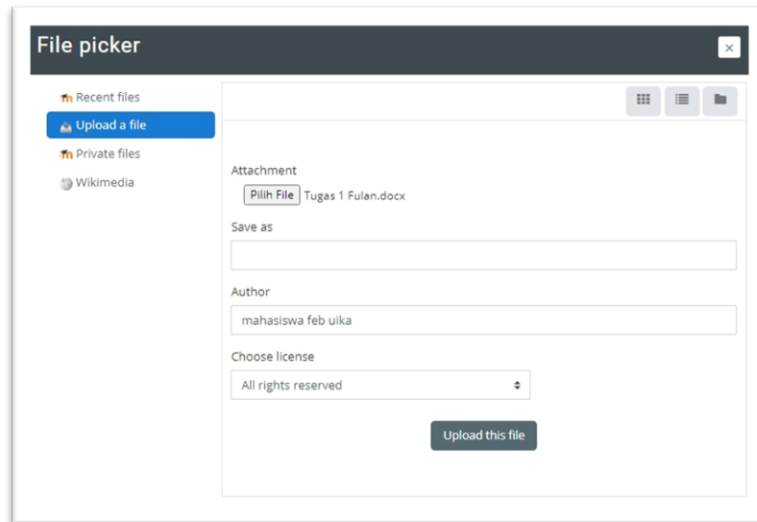 File picker
×
Recent files
Upload a file
Private files
Wikimedia
Attachment
Pilih File Tugas 1 Fulan.docx
Save as
Author
mahasiswa feb uika
Choose license
All rights reserved
Upload this file